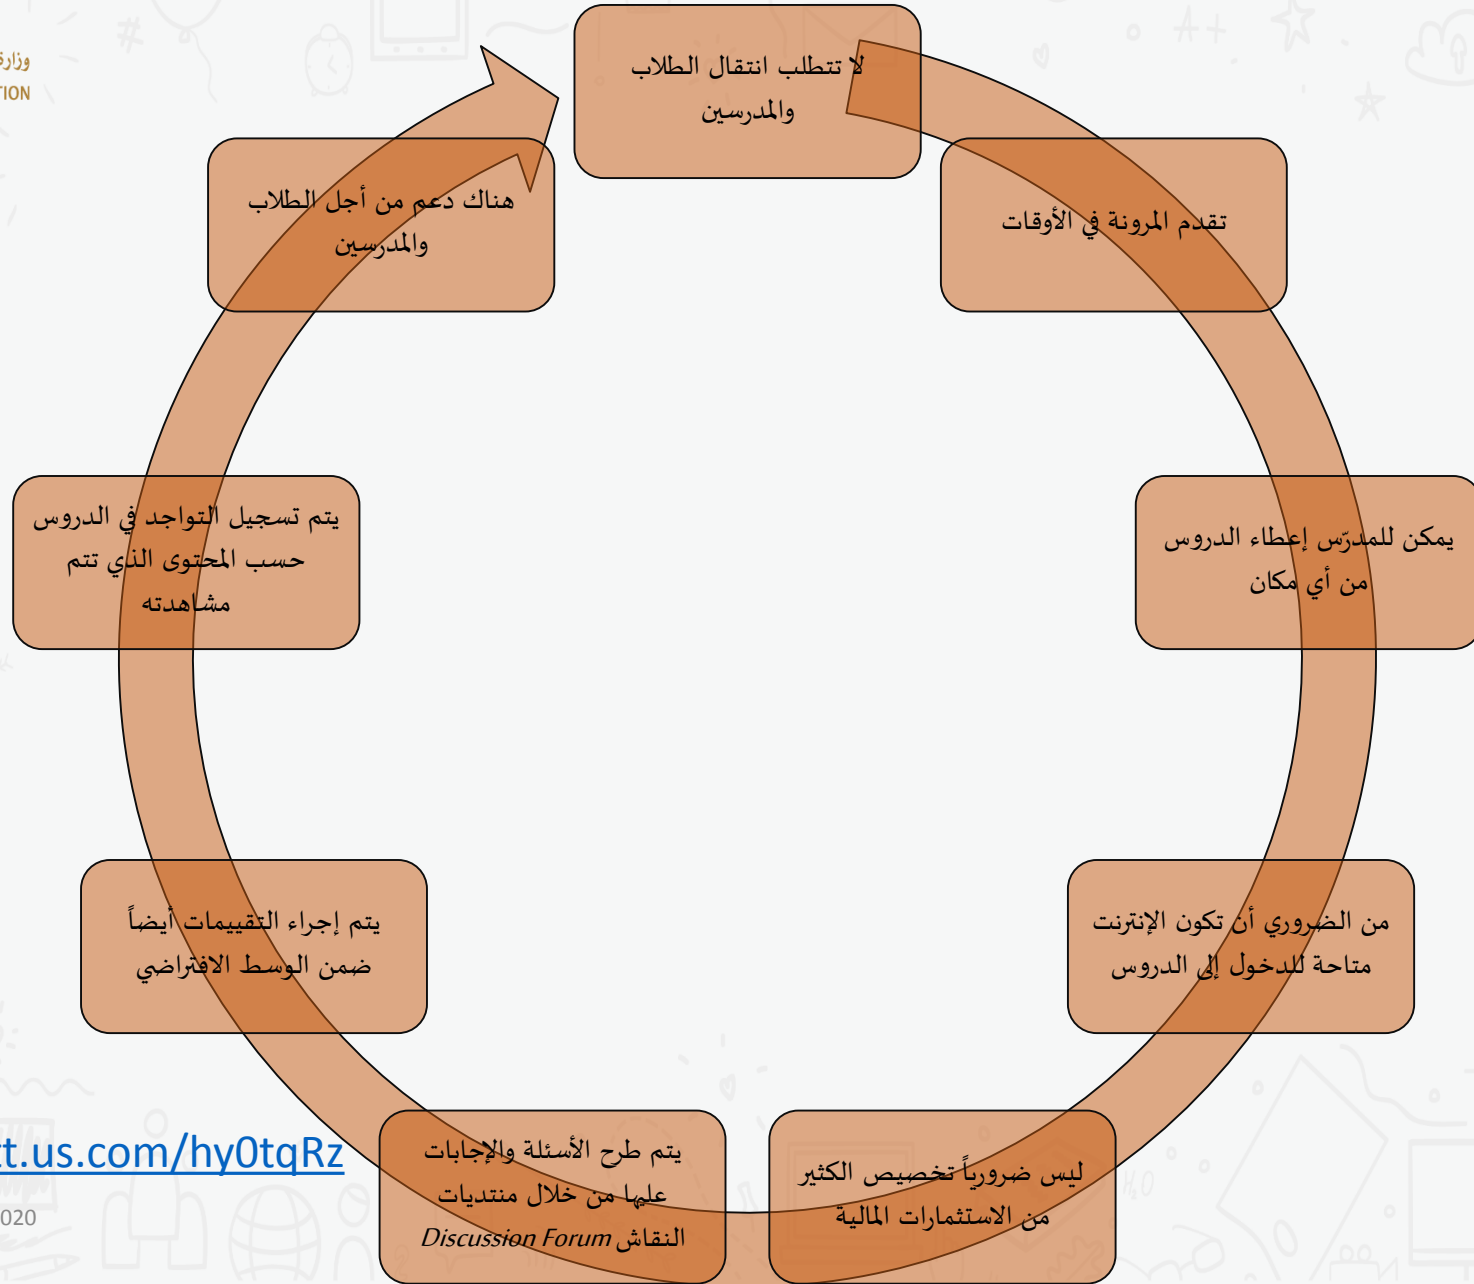 وزارة
TION
لا تتطلب انتقال الطلاب
والمدرسين
تقدم المرونة في الأوقات
يمكن للمدرّس إعطاء الدروس
من أي مكان
من الضروري أن تكون الإنترنت
متاحة للدخول إلى الدروس
ليس ضرورياً تخصيص الكثير
من الاستثمارات المالية
يتم طرح الأسئلة والإجابات
عليها من خلال منتديات
النقاش Discussion Forum
يتم إجراء التقييمات أيضاً
ضمن الوسط الافتراضي
يتم تسجيل التواجد في الدروس
حسب المحتوى الذي تتم
مشاهدته
هناك دعم من أجل الطلاب
والمدرسين
t.us.com/hy0tqRz
020
A+
H₂O